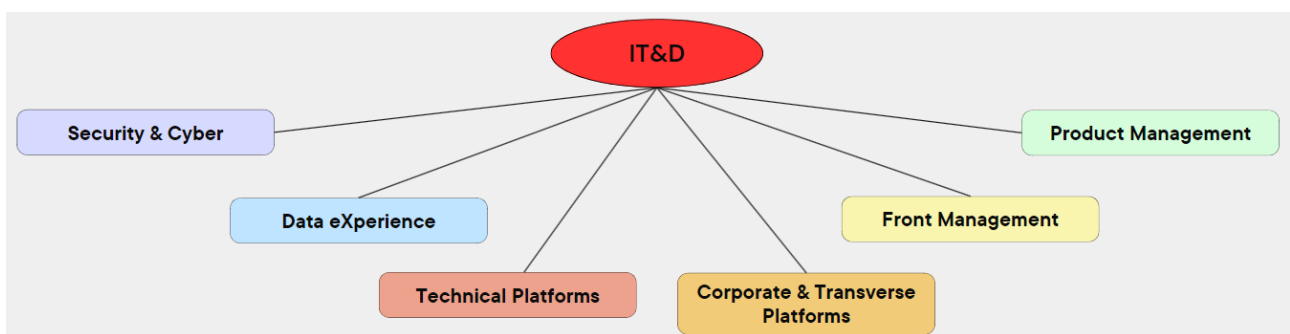 IT&D
Security & Cyber
Product Management
Data eXperience
Front Management
Technical Platforms
Corporate & Transverse
Platforms